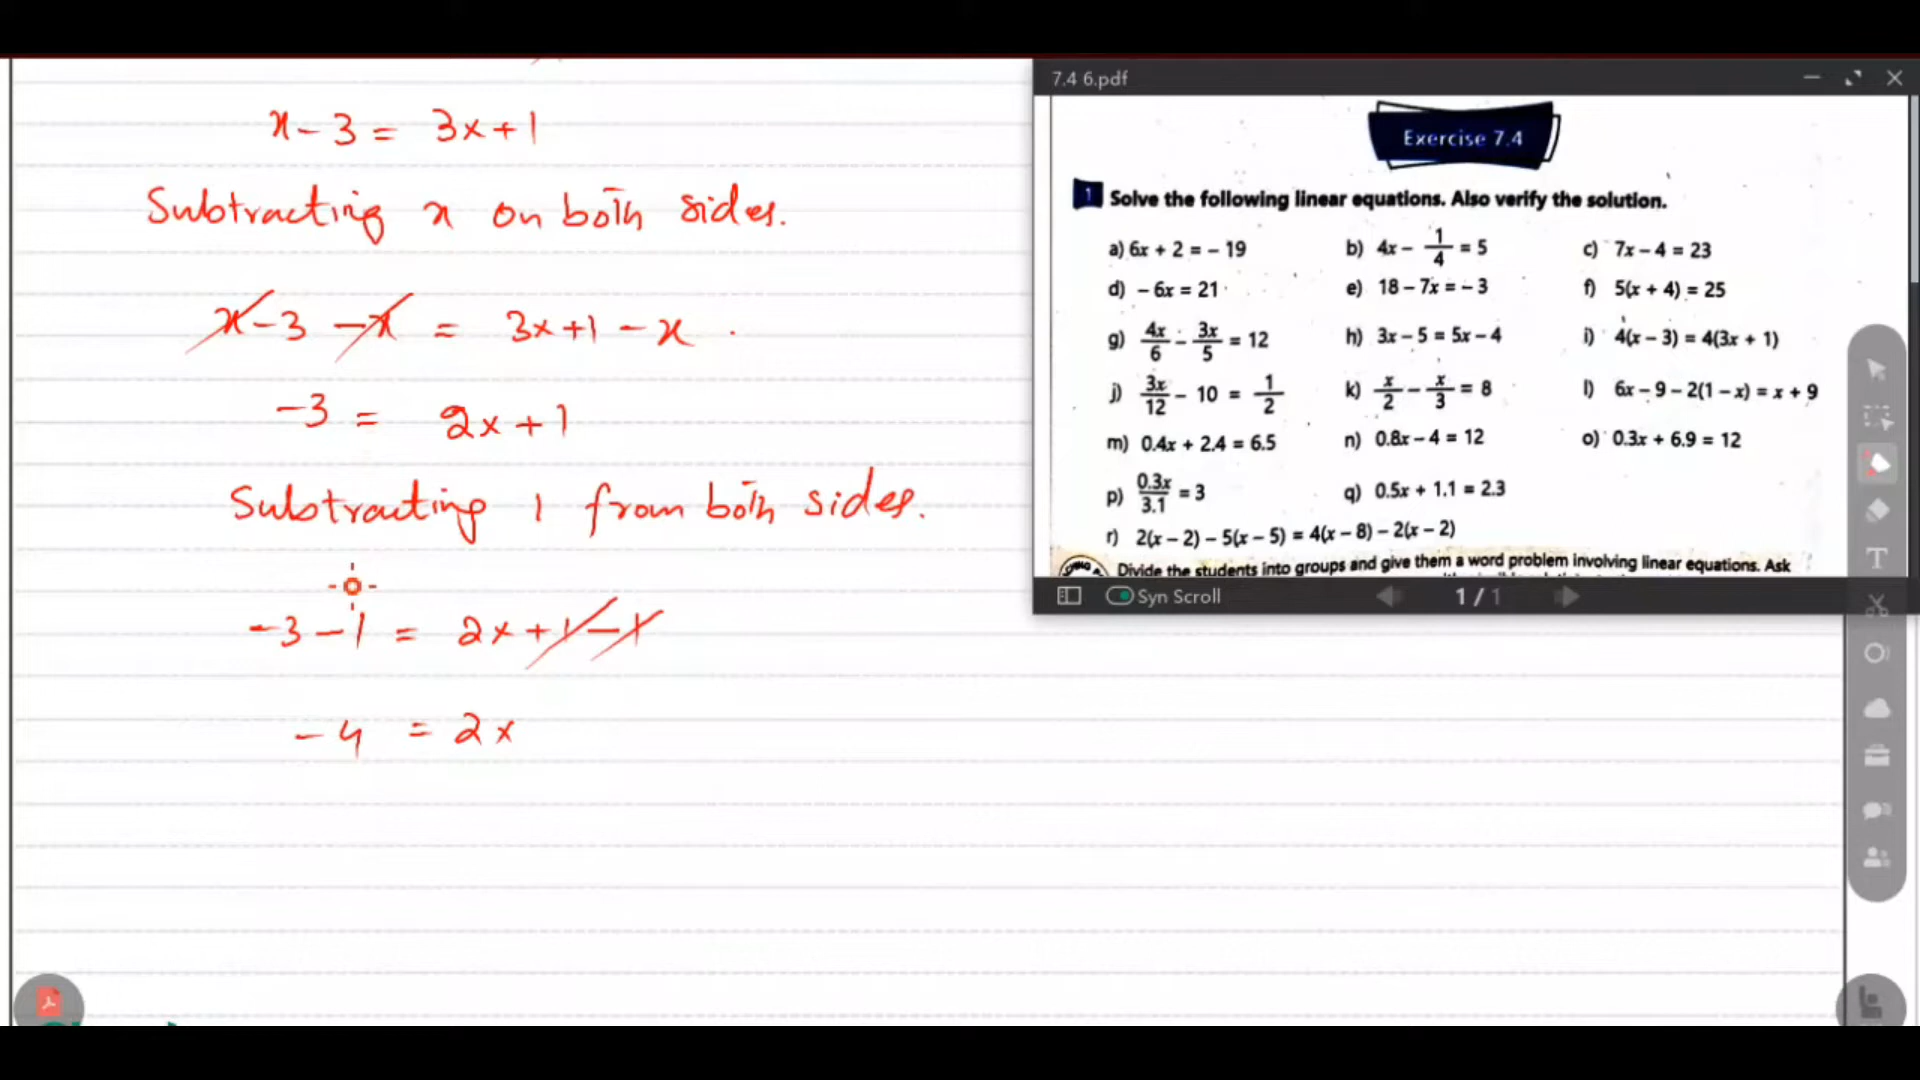 x - 3 = 3x + 1
Subtracting x on both sides.
x - 3 - x = 3x + 1 - x
-3 = 2x + 1
Subtracting 1 from both sides.
-3 - 1 = 2x + 1 - 1
-4 = 2x
7.4 6.pdf
Exercise 7.4
1 Solve the following linear equations. Also verify the solution.
a) 6x + 2 = - 19 b) 4x - 1/4 = 5 c) 7x - 4 = 23
d) - 6x = 21 e) 18 - 7x = - 3 f) 5(x + 4) = 25
g) 4x/6 - 3x/5 = 12 h) 3x - 5 = 5x - 4 i) 4(x - 3) = 4(3x + 1)
j) 3x/12 - 10 = 1/2 k) x/2 - x/3 = 8 l) 6x - 9 - 2(1 - x) = x + 9
m) 0.4x + 2.4 = 6.5 n) 0.8x - 4 = 12 o) 0.3x + 6.9 = 12
p) 0.3x/3.1 = 3 q) 0.5x + 1.1 = 2.3
r) 2(x - 2) - 5(x - 5) = 4(x - 8) - 2(x - 2)
Divide the students into groups and give them a word problem involving linear equations. Ask
Syn Scroll 1 / 1
T